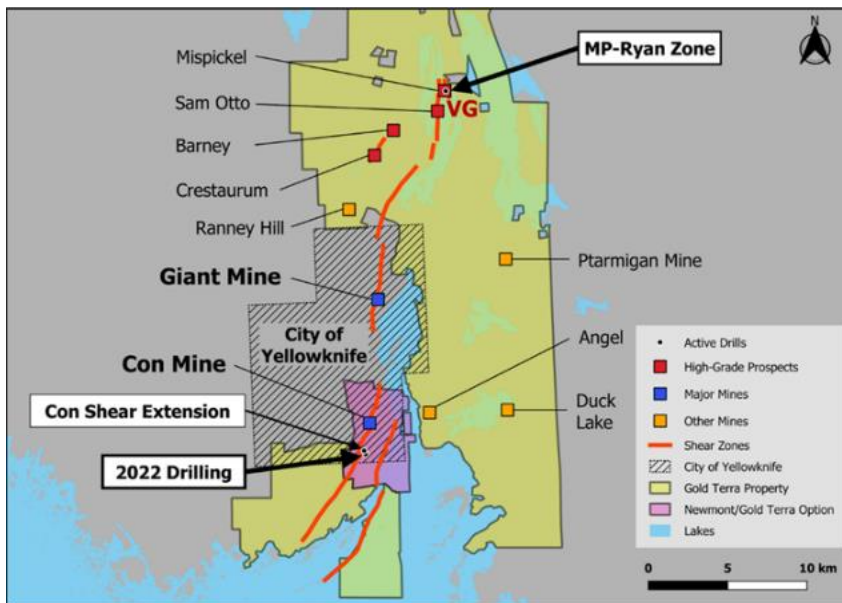 N
MP-Ryan Zone
Mispickel
Sam Otto
VG
Barney
Crestaurum
Ranney Hill
Ptarmigan Mine
Giant Mine
City of
Yellowknife
Angel
Con Mine
Duck
Lake
Con Shear Extension
2022 Drilling
Active Drills
High-Grade Prospects
Major Mines
Other Mines
Shear Zones
City of Yellowknife
Gold Terra Property
Newmont/Gold Terra Option
Lakes
0 5 10 km